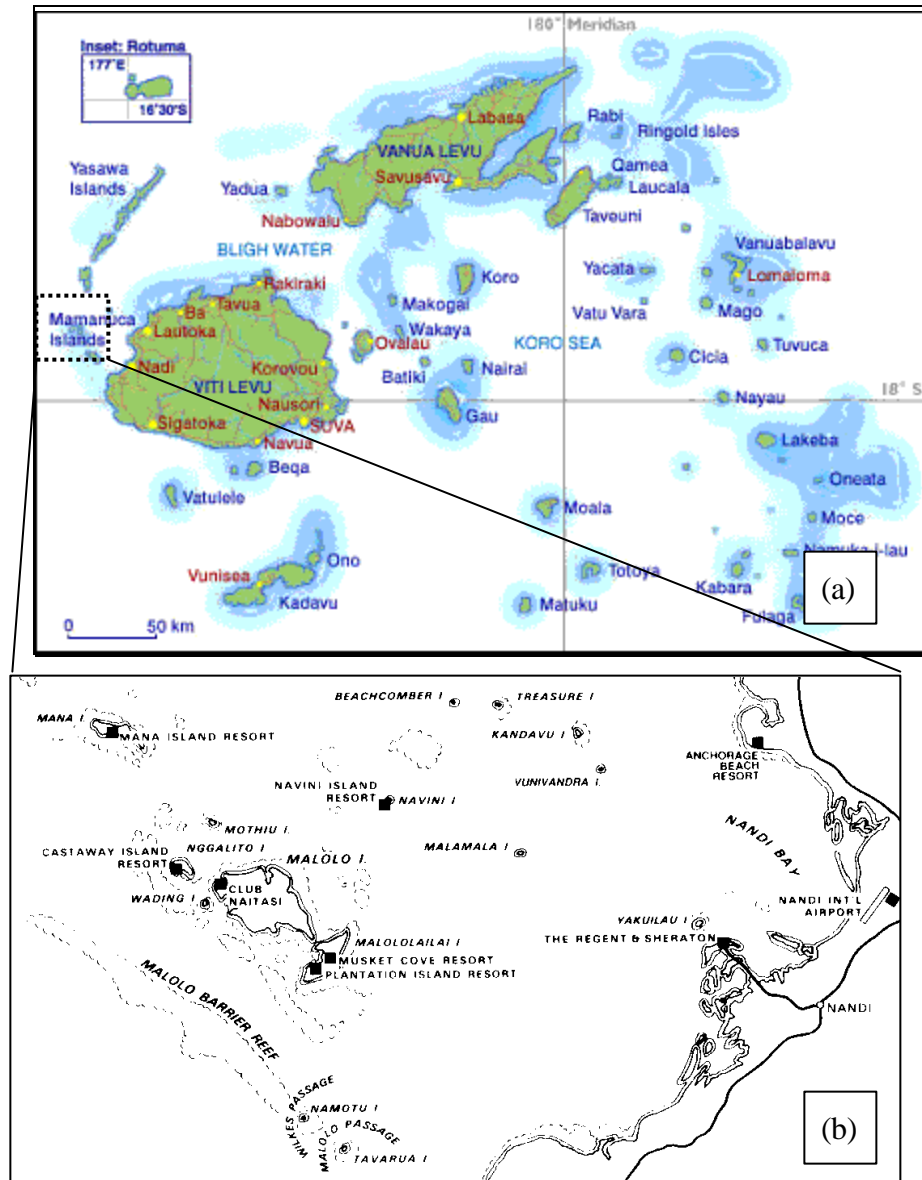 180° Meridian
Inset: Rotuma
177°E
16°30'S
Labasa
Rabi
Ringold Isles
VANUA LEVU
Yasawa
Islands
Yadua
Savusavu
Qamea
Laucala
Nabowalu
Taveuni
BLIGH WATER
Vanuabalavu
Rakiraki
Koro
Yacata
Lomaloma
Tavua
Makogai
Ba
Mamanuca
Islands
Lautoka
Wakaya
Vatu Vara
Mago
Ovalau
KORO SEA
Tuvuca
Nadi
Korovou
Batiki
Nairai
Cicia
VITI LEVU
Nausori
Nayau
18° S
Gau
Sigatoka
SUVA
Navua
Lakeba
Beqa
Oneata
Vatulele
Moala
Moce
Ono
Namuka i-lau
Vunisea
Totoya
Kabara
(a)
Kadavu
Matuku
Fulaga
0 50 km
BEACHCOMBER I
TREASURE I.
MANA I.
MANA ISLAND RESORT
KANDAVU I
ANCHORAGE
BEACH
RESORT
NAVINI ISLAND
RESORT
NAVINI I
VUNIVANDRA I.
NANDI BAY
MOTHIU I.
NGGALITO I
CASTAWAY ISLAND
RESORT
MALOLO I.
MALAMALA I
CLUB
NAITASI
WADING I
NANDI INT'L
AIRPORT
YAKUILAU I
THE REGENT & SHERATON
MALOLOLAILAI I
MUSKET COVE RESORT
PLANTATION ISLAND RESORT
MALOLO BARRIER REEF
NANDI
WILKES PASSAGE
NAMOTU I
MALOLO PASSAGE
TAVARUA I
(b)